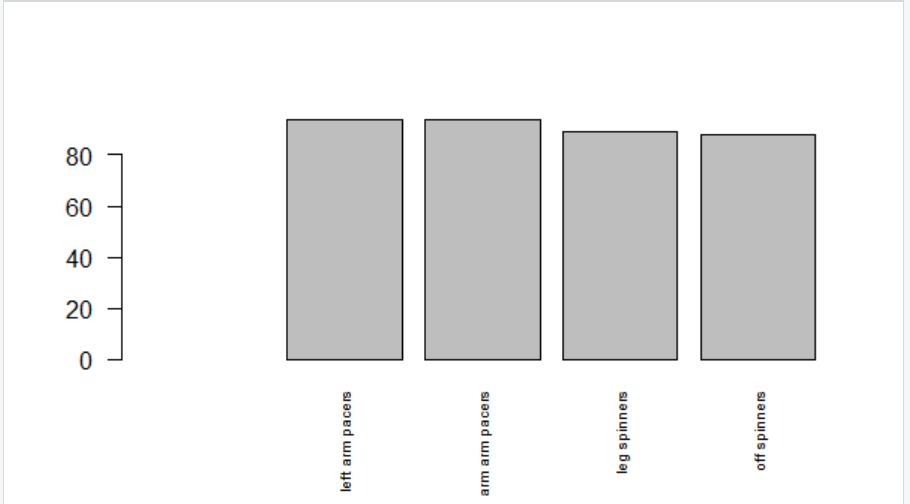 80
60
40
20
0
left arm pacers
arm arm pacers
leg spinners
off spinners